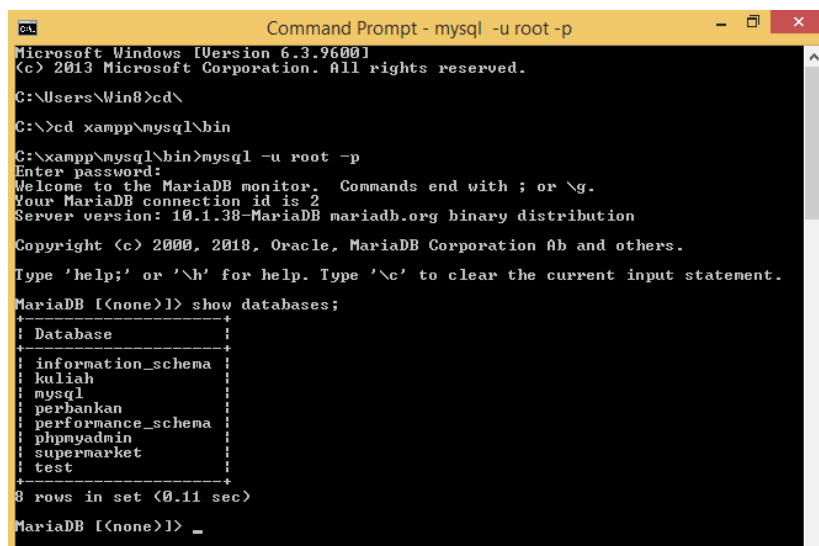 Command Prompt - mysql -u root -p
Microsoft Windows [Version 6.3.9600]
(c) 2013 Microsoft Corporation. All rights reserved.
C:\Users\Win8>cd\
C:\>cd xampp\mysql\bin
C:\xampp\mysql\bin>mysql -u root -p
Enter password:
Welcome to the MariaDB monitor.  Commands end with ; or \g.
Your MariaDB connection id is 2
Server version: 10.1.38-MariaDB mariadb.org binary distribution
Copyright (c) 2000, 2018, Oracle, MariaDB Corporation Ab and others.
Type 'help;' or '\h' for help. Type '\c' to clear the current input statement.
MariaDB [(none)]> show databases;
+--------------------+
| Database           |
+--------------------+
| information_schema |
| kuliah             |
| mysql              |
| perbankan          |
| performance_schema |
| phpmyadmin         |
| supermarket        |
| test               |
+--------------------+
8 rows in set (0.11 sec)
MariaDB [(none)]> _